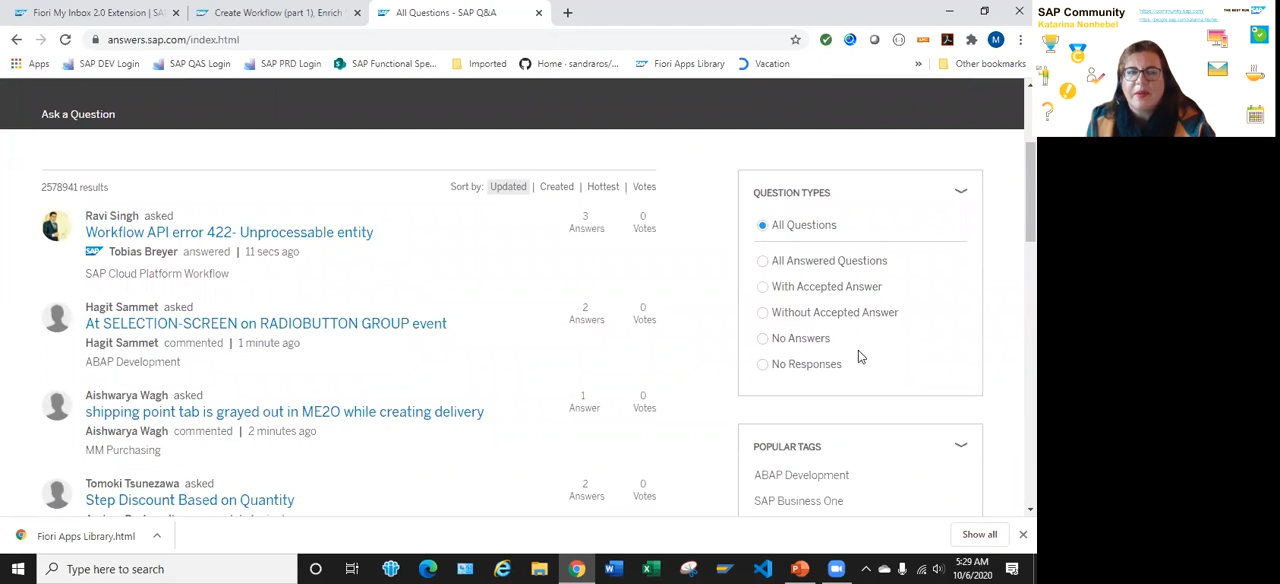 Fiori My Inbox 2.0 Extension | SA
Create Workflow (part 1), Enrich
All Questions - SAP Q&A
answers.sap.com/index.html
Apps
SAP DEV Login
SAP QAS Login
SAP PRD Login
SAP Functional Spe...
Imported
Home · sandraros/...
Fiori Apps Library
Vacation
»
Other bookmarks
Ask a Question
2578941 results
Sort by: Updated | Created | Hottest | Votes
Ravi Singh asked
Workflow API error 422- Unprocessable entity
SAP Tobias Breyer answered | 11 secs ago
SAP Cloud Platform Workflow
3 Answers
0 Votes
Hagit Sammet asked
At SELECTION-SCREEN on RADIOBUTTON GROUP event
Hagit Sammet commented | 1 minute ago
ABAP Development
2 Answers
0 Votes
Aishwarya Wagh asked
shipping point tab is grayed out in ME2O while creating delivery
Aishwarya Wagh commented | 2 minutes ago
MM Purchasing
1 Answer
0 Votes
Tomoki Tsunezawa asked
Step Discount Based on Quantity
2 Answers
0 Votes
QUESTION TYPES
All Questions
All Answered Questions
With Accepted Answer
Without Accepted Answer
No Answers
No Responses
POPULAR TAGS
ABAP Development
SAP Business One
SAP Community
Katarina Nonhebel
THE BEST RUN SAP
Fiori Apps Library.html
Show all
Type here to search
5:29 AM
10/6/2020